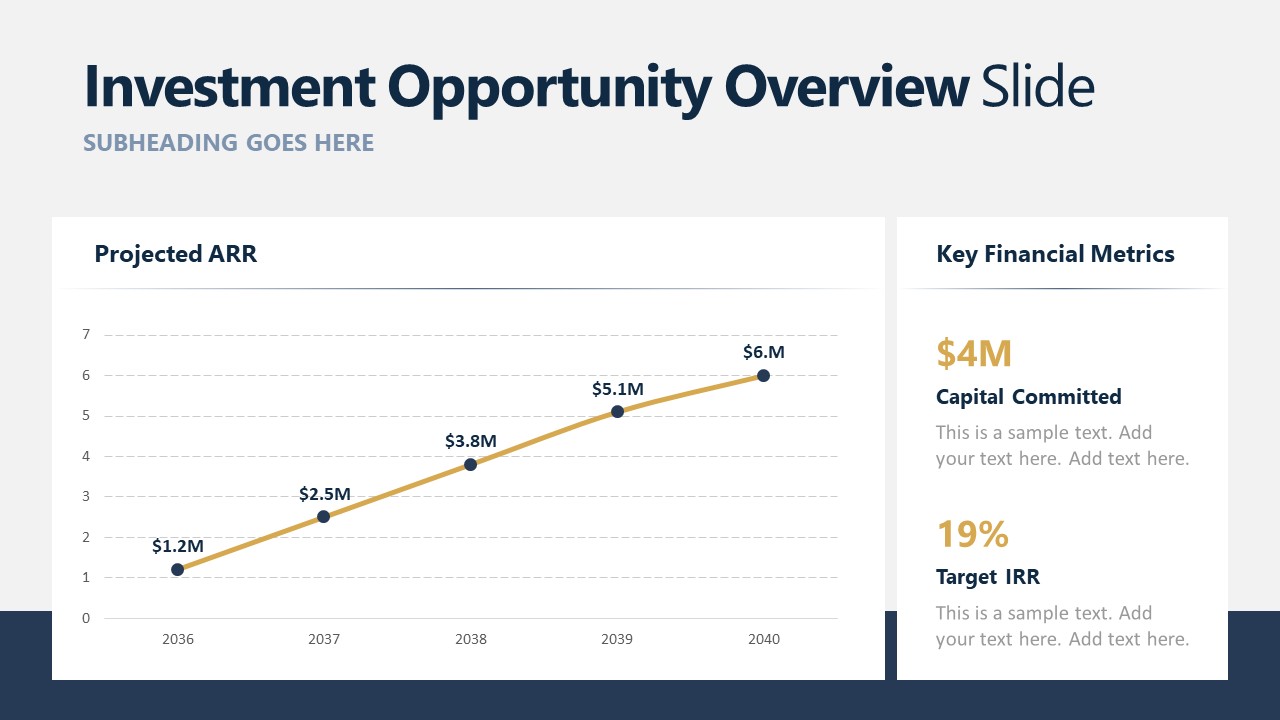 Investment Opportunity Overview Slide
SUBHEADING GOES HERE
Projected ARR
7
6
5
4
3
2
1
0
$1.2M
$2.5M
$3.8M
$5.1M
$6.M
2036
2037
2038
2039
2040
Key Financial Metrics
$4M
Capital Committed
This is a sample text. Add
your text here. Add text here.
19%
Target IRR
This is a sample text. Add
your text here. Add text here.